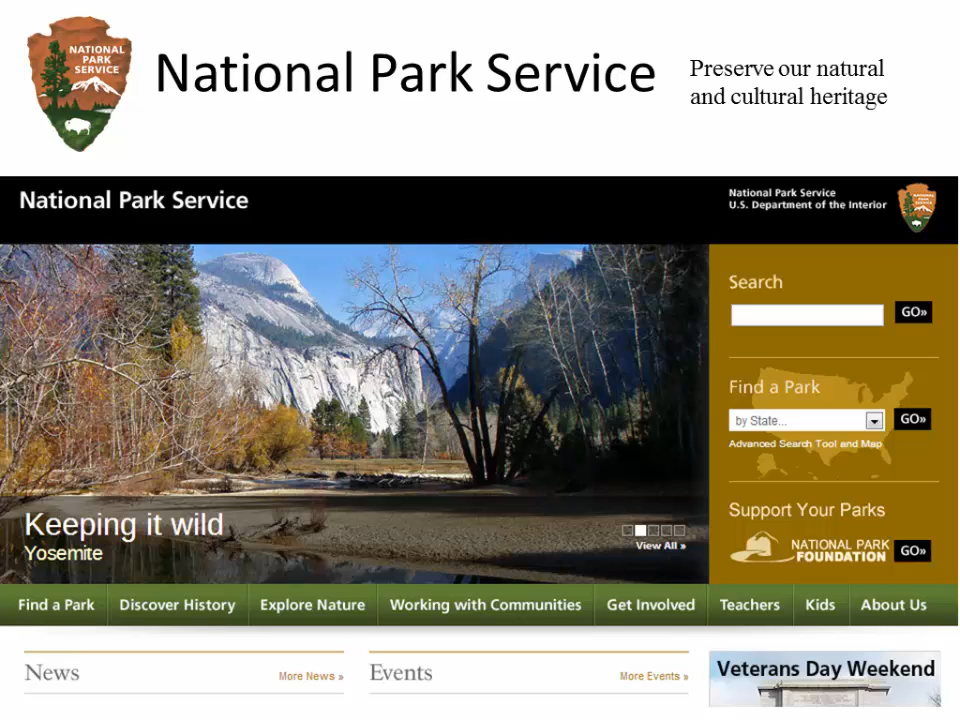 NATIONAL
PARK
SERVICE
National Park Service
Preserve our natural
and cultural heritage
National Park Service
National Park Service
U.S. Department of the Interior
NATIONAL
PARK
SERVICE
Search
GO»
Find a Park
by State...
GO»
Advanced Search Tool and Map
Support Your Parks
NATIONAL PARK
FOUNDATION
GO»
Keeping it wild
Yosemite
View All »
Find a Park
Discover History
Explore Nature
Working with Communities
Get Involved
Teachers
Kids
About Us
News
More News »
Events
More Events »
Veterans Day Weekend